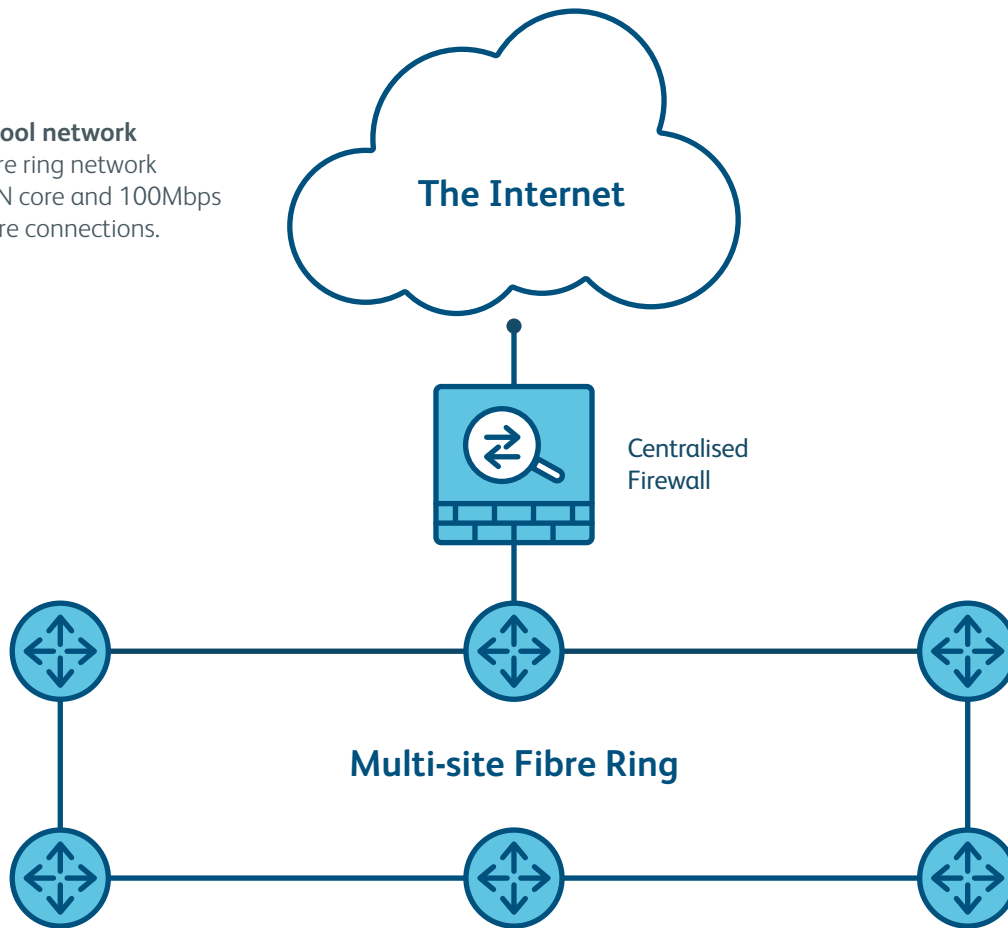 ool network
re ring network
N core and 100Mbps
re connections.
The Internet
Centralised
Firewall
Multi-site Fibre Ring